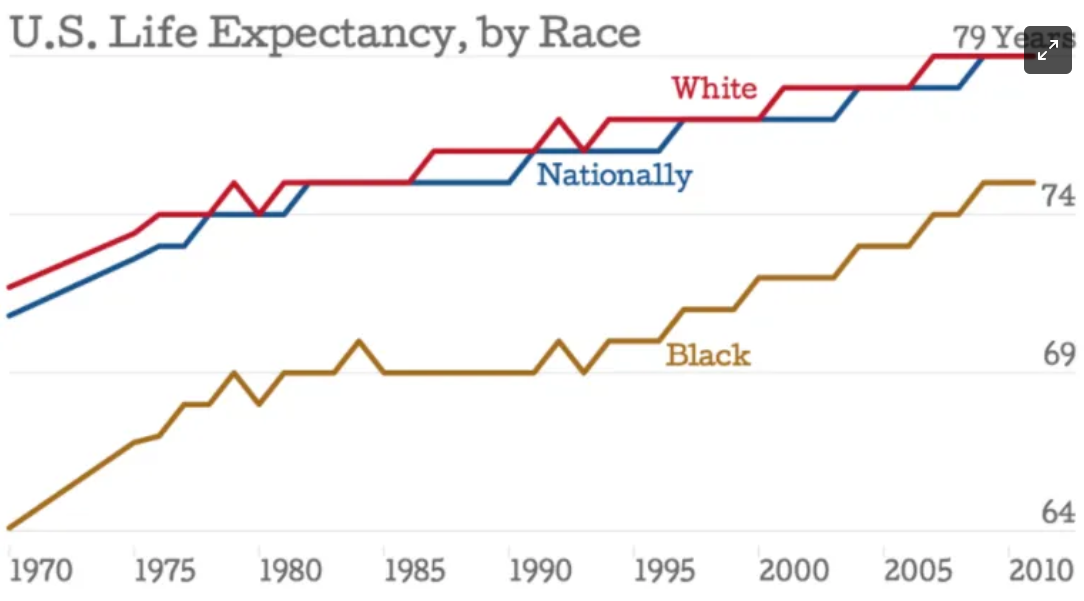 U.S. Life Expectancy, by Race
79 Years
White
Nationally
74
Black
69
64
1970 1975 1980 1985 1990 1995 2000 2005 2010